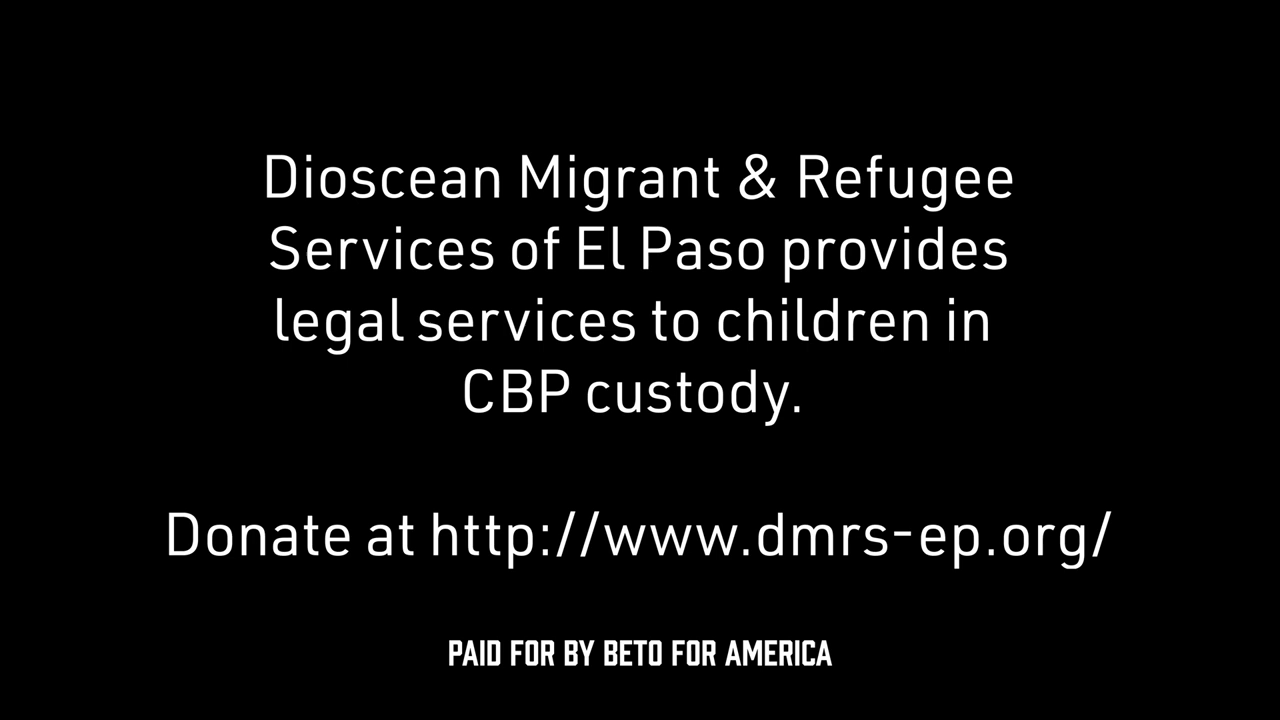 Dioscean Migrant & Refugee
Services of El Paso provides
legal services to children in
CBP custody.
Donate at http://www.dmrs-ep.org/
PAID FOR BY BETO FOR AMERICA